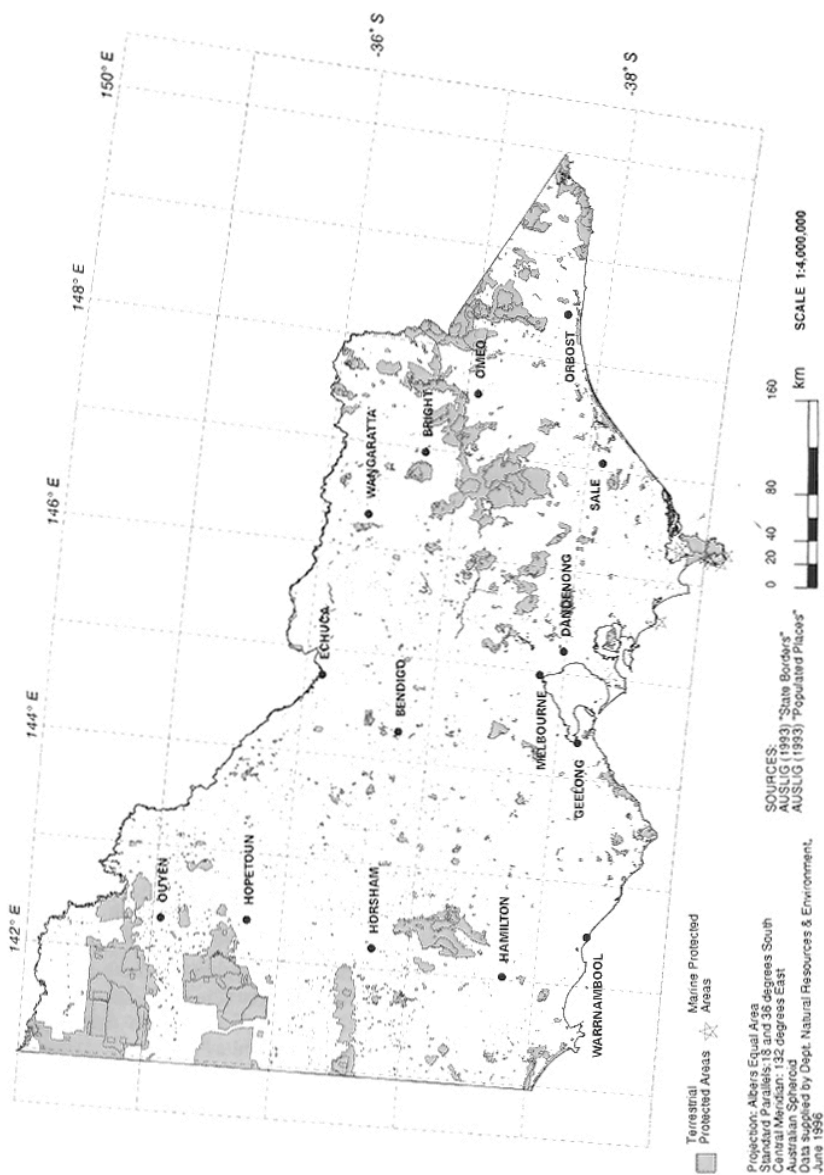 142° E
144° E
146° E
148° E
150° E
-36° S
-38° S
OUYEN
HOPETOUN
HORSHAM
HAMILTON
WARRNAMBOOL
ECHUCA
BENDIGO
MELBOURNE
GEELONG
DANDENONG
WANGARATTA
BRIGHT
OMEO
SALE
ORBOST
Terrestrial
Protected Areas
Marine Protected
Areas
Projection: Albers Equal Area
Standard Parallels:18 and 36 degrees South
Central Meridian: 132 degrees East
Australian Spheroid
Data supplied by Dept. Natural Resources & Environment,
June 1996
SOURCES:
AUSLIG (1993) "State Borders"
AUSLIG (1993) "Populated Places"
0 20 40 80 160
km
SCALE 1:4,000,000